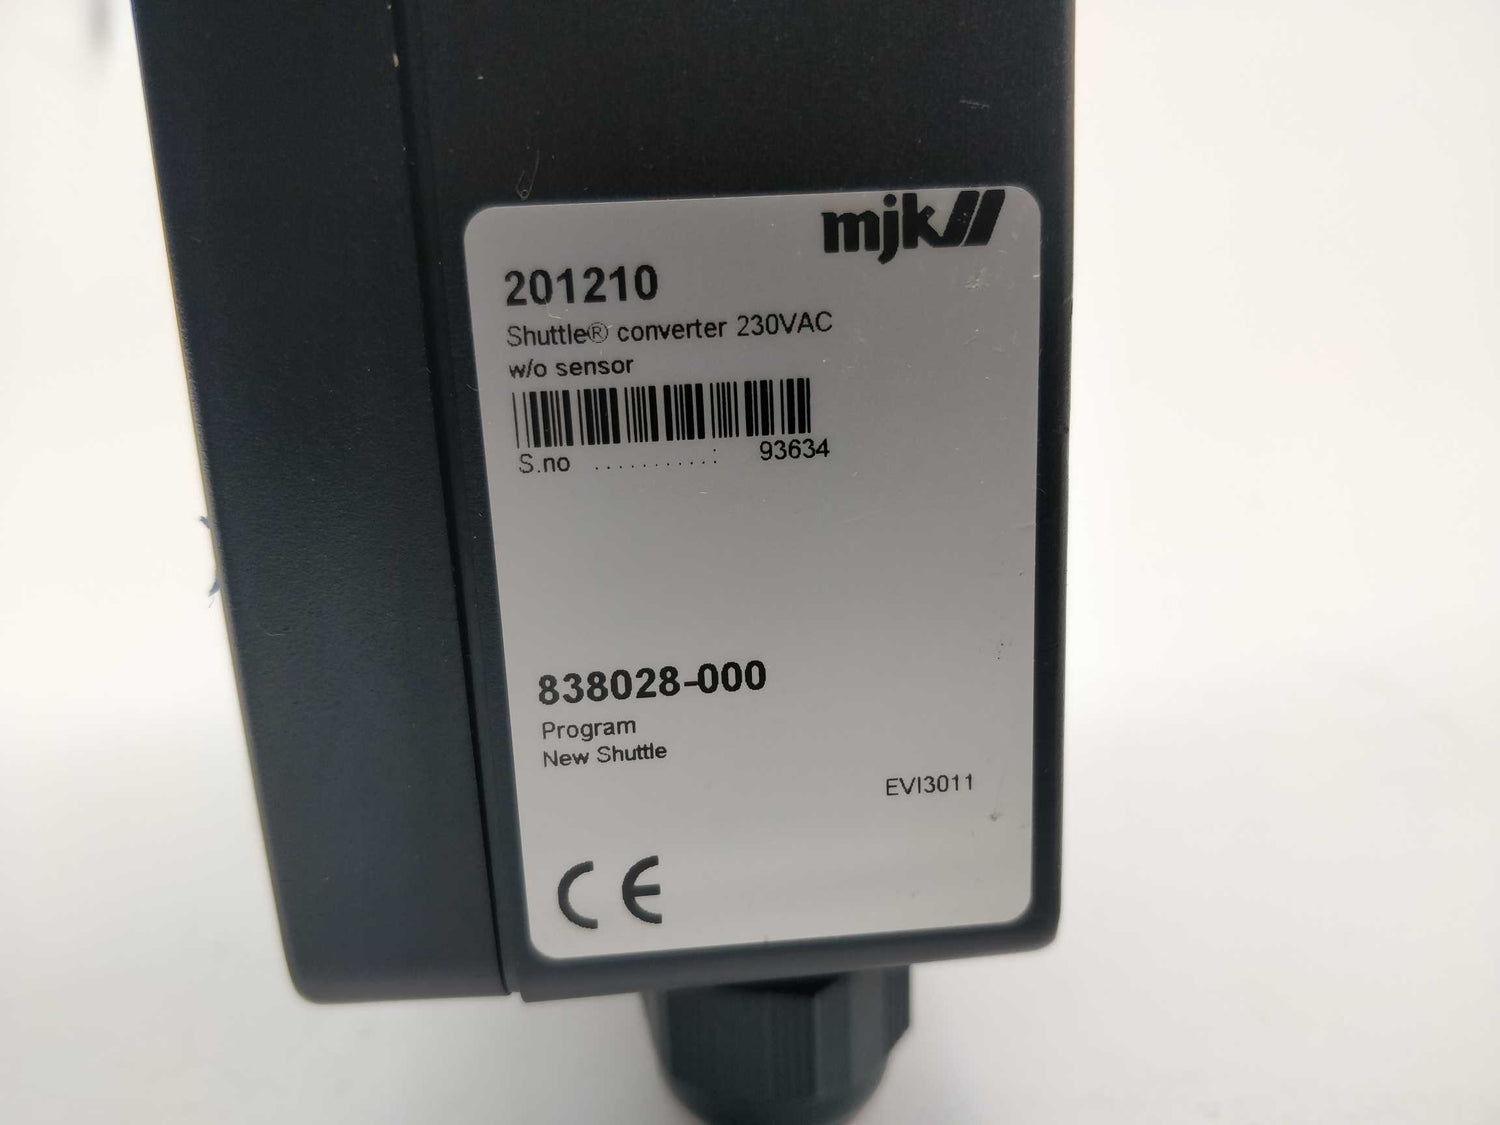 mjk
201210
Shuttle® converter 230VAC
w/o sensor
S.no ...........: 93634
838028-000
Program
New Shuttle
EVI3011
CE